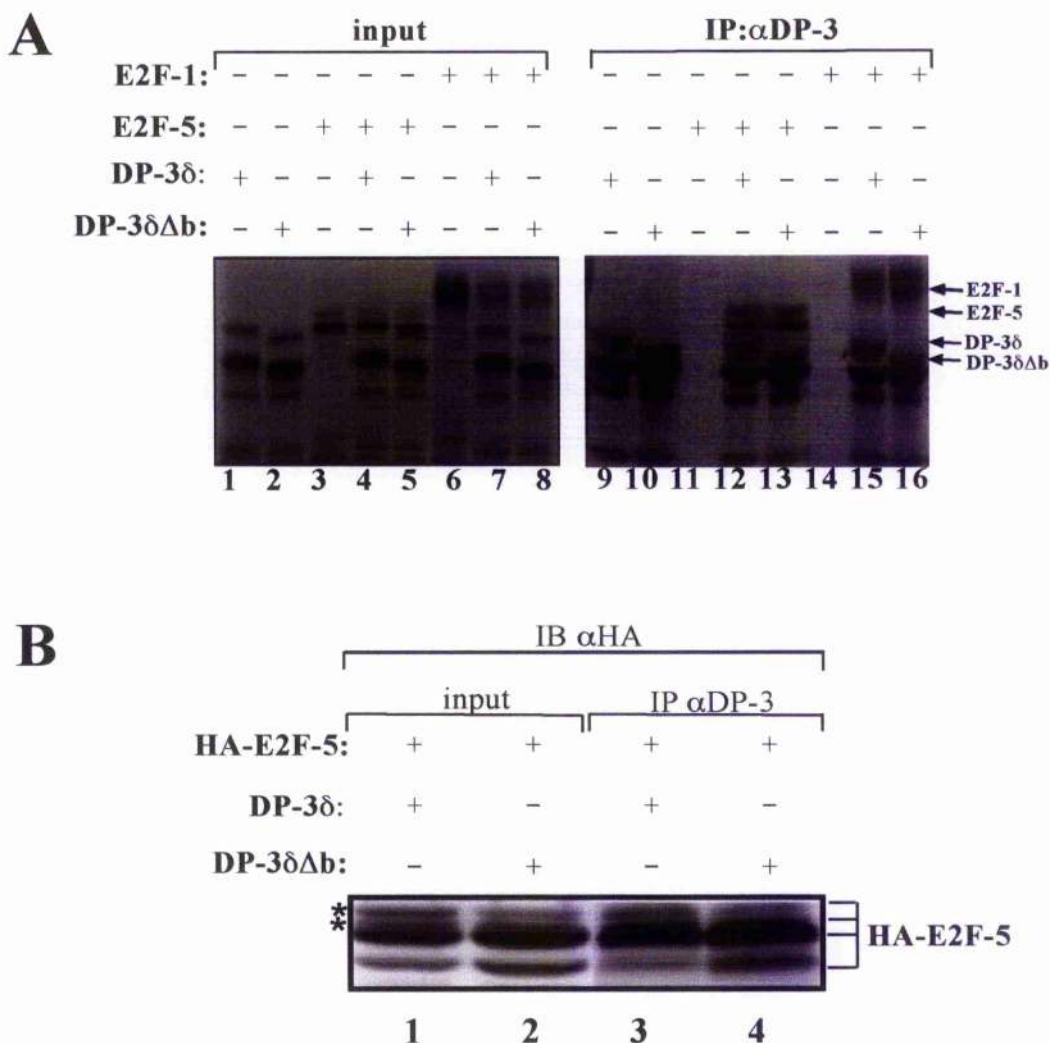 A
input IP:αDP-3
E2F-1: − − − − − + + + − − − − − + + +
E2F-5: − − + + + − − − − − + + + − − −
DP-3δ: + − − + − − + − + − − + − − + −
DP-3δΔb: − + − − + − − + − + − − + − − +
E2F-1
E2F-5
DP-3δ
DP-3δΔb
1 2 3 4 5 6 7 8 9 10 11 12 13 14 15 16
B
IB αHA
input IP αDP-3
HA-E2F-5: + + + +
DP-3δ: + − + −
DP-3δΔb: − + − +
*
*
HA-E2F-5
1 2 3 4